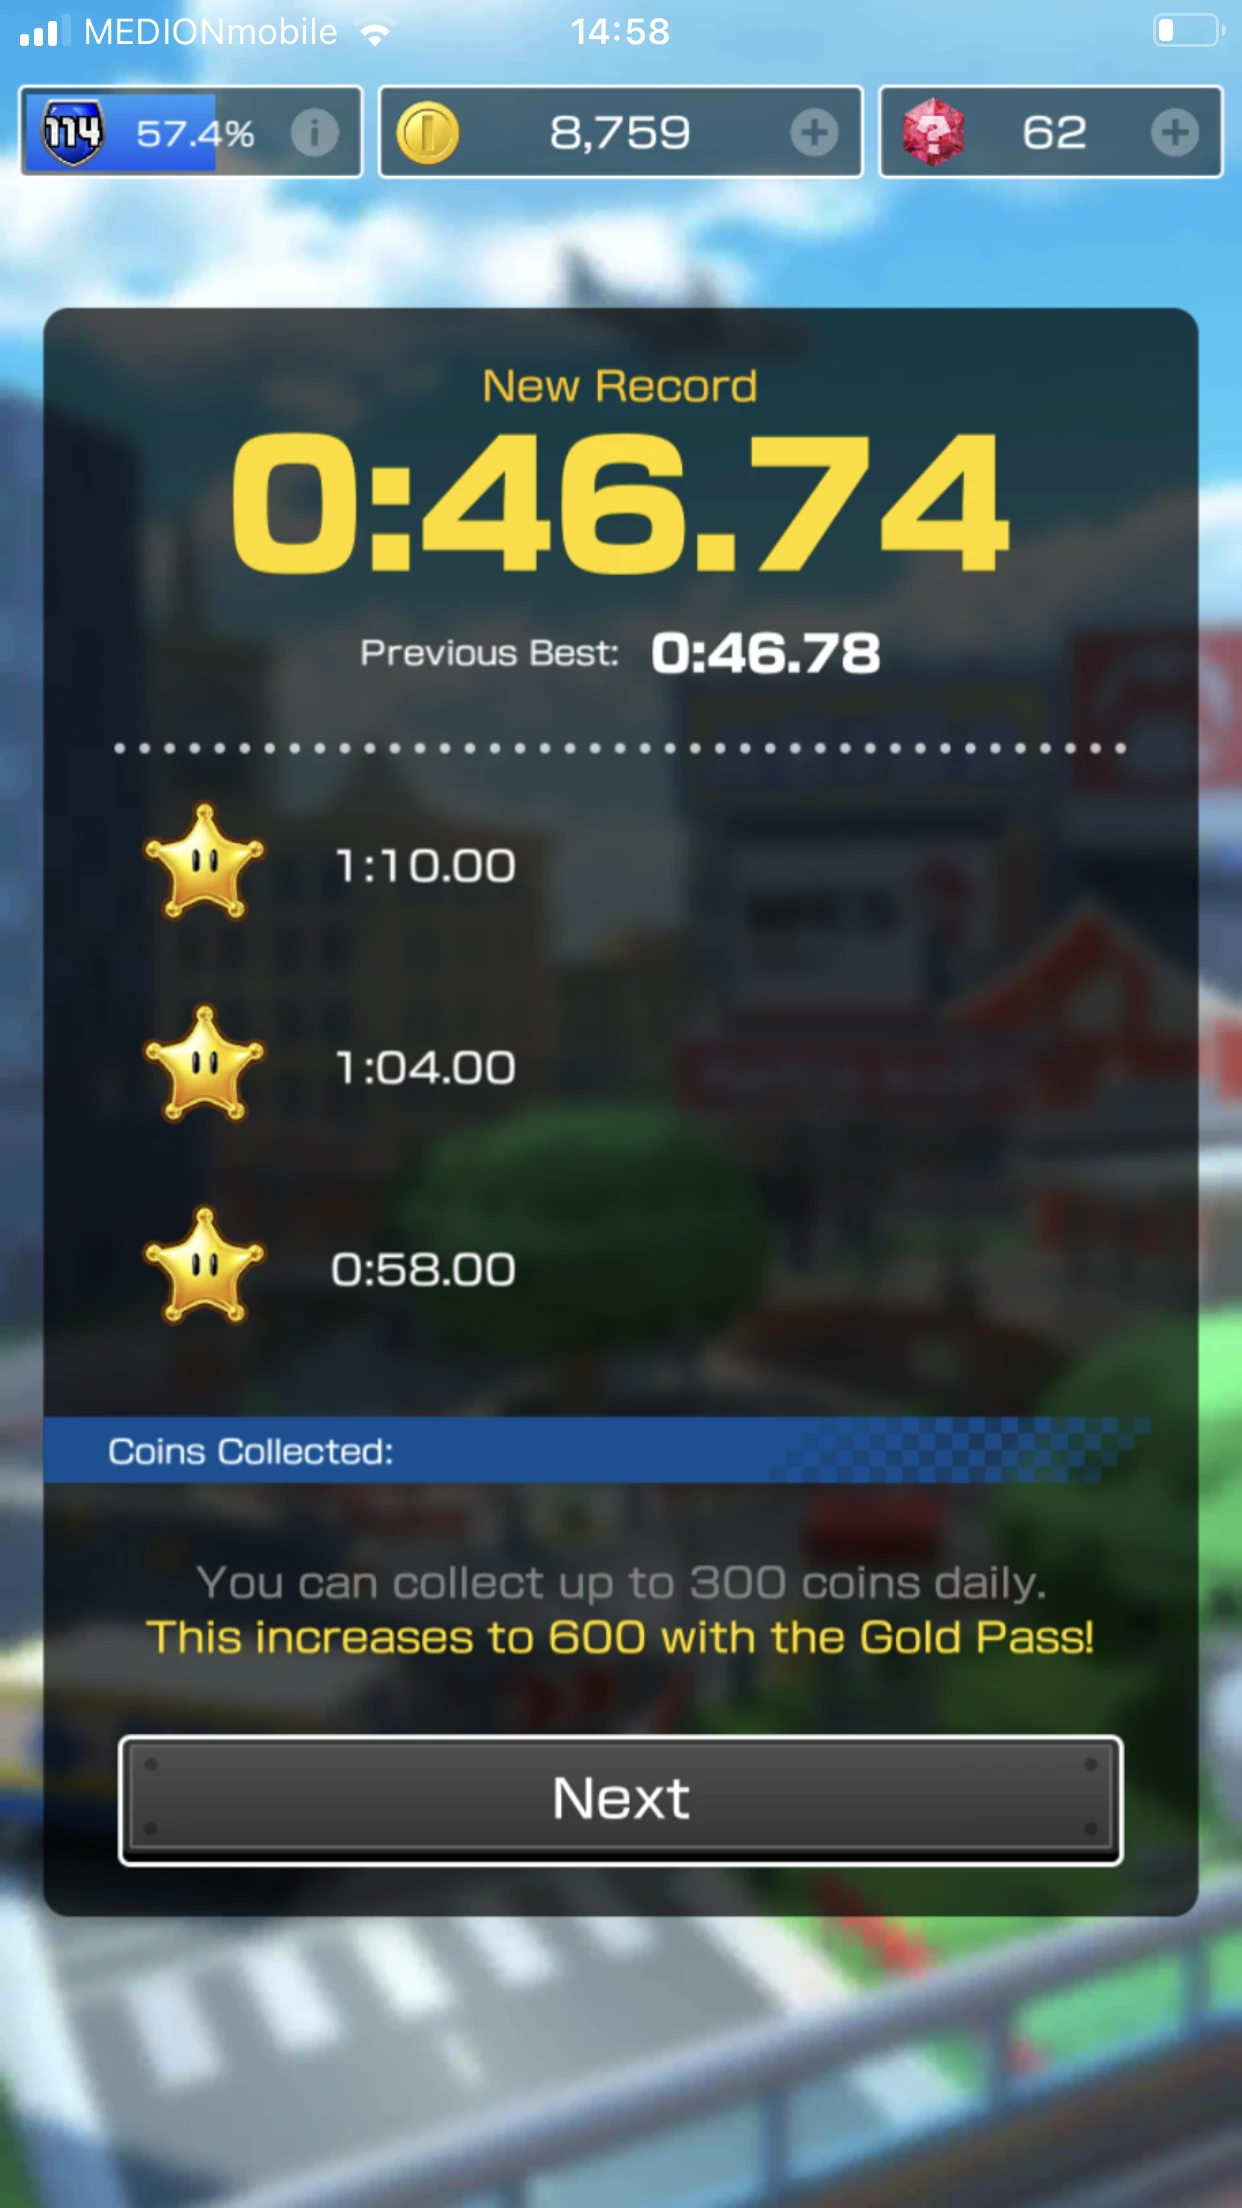 MEDIONmobile 14:58
114 57.4% i 8,759 + ? 62 +
New Record
0:46.74
Previous Best: 0:46.78
1:10.00
1:04.00
0:58.00
Coins Collected:
You can collect up to 300 coins daily.
This increases to 600 with the Gold Pass!
Next